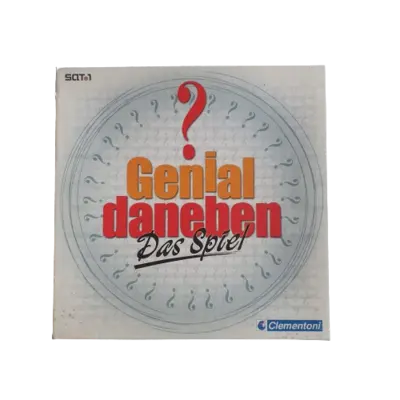 SAT.1
?
Genial
daneben
Das Spiel
Clementoni